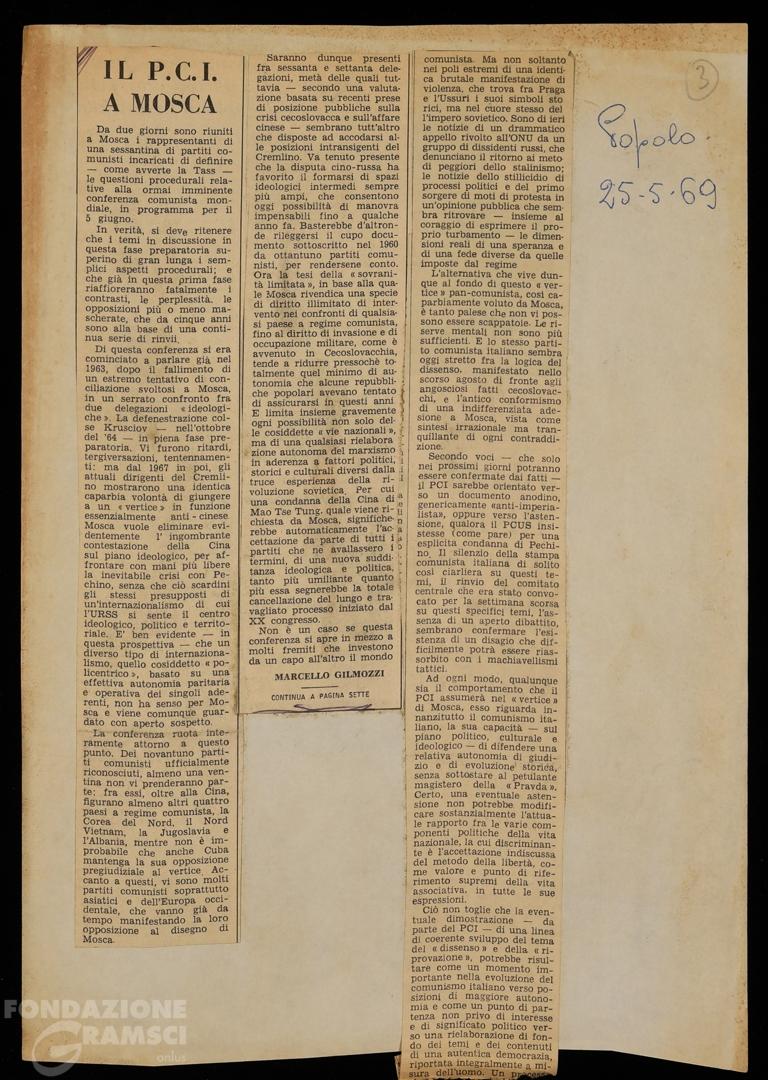 IL P.C.I.
A MOSCA
Da due giorni sono riuniti
a Mosca i rappresentanti di
una sessantina di partiti co-
munisti incaricati di definire
— come avverte la Tass —
le questioni procedurali rela-
tive alla ormai imminente
conferenza comunista mon-
diale, in programma per il
5 giugno.
In verità, si deve ritenere
che i temi in discussione in
questa fase preparatoria su-
perino di gran lunga i sem-
plici aspetti procedurali; e
che già in questa prima fase
riaffioreranno fatalmente i
contrasti, le perplessità, le
opposizioni più o meno ma-
scherate, che da cinque anni
sono alla base di una conti-
nua serie di rinvii.
Di questa conferenza si era
cominciato a parlare già nel
1963, dopo il fallimento di
un estremo tentativo di con-
ciliazione svoltosi a Mosca,
in un serrato confronto fra
due delegazioni «ideologi-
che». La defenestrazione col-
se Krusciov — nell'ottobre
del '64 — in piena fase pre-
paratoria. Vi furono ritardi,
tergiversazioni, tentennamen-
ti: ma dal 1967 in poi, gli
attuali dirigenti del Cremli-
no mostrarono una identica
caparbia volontà di giungere
a un «vertice» in funzione
essenzialmente anti-cinese.
Mosca vuole eliminare evi-
dentemente l'ingombrante
contestazione della Cina
sul piano ideologico, per af-
frontare con mani più libere
la inevitabile crisi con Pe-
chino, senza che ciò scardini
gli stessi presupposti di
un'internazionalismo di cui
l'URSS si sente il centro
ideologico, politico e territo-
riale. E' ben evidente — in
questa prospettiva — che un
diverso tipo di internaziona-
lismo, quello cosiddetto «po-
licentrico», basato su una
effettiva autonomia paritaria
e operativa dei singoli ade-
renti, non ha senso per Mo-
sca e viene comunque guar-
dato con aperto sospetto.
La conferenza ruota inte-
ramente attorno a questo
punto. Dei novantuno parti-
ti comunisti ufficialmente
riconosciuti, almeno una ven-
tina non vi prenderanno par-
te: fra essi, oltre alla Cina,
figurano almeno altri quattro
paesi a regime comunista, la
Corea del Nord, il Nord
Vietnam, la Jugoslavia e
l'Albania, mentre non è im-
probabile che anche Cuba
mantenga la sua opposizione
pregiudiziale al vertice. Ac-
canto a questi, vi sono molti
partiti comunisti soprattutto
asiatici e dell'Europa occi-
dentale, che vanno già da
tempo manifestando la loro
opposizione al disegno di
Mosca.
Saranno dunque presenti
fra sessanta e settanta dele-
gazioni, metà delle quali tut-
tavia — secondo una valuta-
zione basata su recenti prese
di posizione pubbliche sulla
crisi cecoslovacca e sull'affare
cinese — sembrano tutt'altro
che disposte ad accordarsi al-
le posizioni intransigenti del
Cremlino. Va tenuto presente
che la disputa cino-russa ha
favorito il formarsi di spazi
ideologici intermedi sempre
più ampi, che consentono
oggi possibilità di manovra
impensabili fino a qualche
anno fa. Basterebbe d'altron-
de rileggersi il cupo docu-
mento sottoscritto nel 1960
da ottantuno partiti comu-
nisti, per rendersene conto.
Ora la tesi della «sovrani-
tà limitata», in base alla qua-
le Mosca rivendica una specie
di diritto illimitato di inter-
vento nei confronti di qualsia-
si paese a regime comunista,
fino al diritto di invasione e di
occupazione militare, come è
avvenuto in Cecoslovacchia,
tende a ridurre pressochè to-
talmente quel minimo di au-
tonomia che alcune repubbli-
che popolari avevano tentato
di assicurarsi in questi anni
E limita insieme gravemente
ogni possibilità non solo del-
le cosiddette «vie nazionali»,
ma di una qualsiasi rielabora
zione autonoma del marxismo
in aderenza a fattori politici,
storici e culturali diversi dalla
truce esperienza della ri-
voluzione sovietica. Per cui
una condanna della Cina di
Mao Tse Tung, quale viene ri-
chiesta da Mosca, significhe-
rebbe automaticamente l'ac-
cettazione da parte di tutti i
partiti che ne avallassero i
termini, di una nuova suddi-
tanza ideologica e politica,
tanto più umiliante quanto
più essa segnerebbe la totale
cancellazione del lungo e tra-
vagliato processo iniziato dal
XX congresso.
Non è un caso se questa
conferenza si apre in mezzo a
molti fremiti che investono
da un capo all'altro il mondo
MARCELLO GILMOZZI
CONTINUA A PAGINA SETTE
comunista. Ma non soltanto
nei poli estremi di una identi-
ca brutale manifestazione di
violenza, che trova fra Praga
e l'Ussuri i suoi simboli sto
rici, ma nel cuore stesso del-
l'impero sovietico. Sono di ieri
le notizie di un drammatico
appello rivolto all'ONU da un
gruppo di dissidenti russi, che
denunciano il ritorno ai meto-
di peggiori dello stalinismo;
le notizie dello stillicidio di
processi politici e del primo
sorgere di moti di protesta in
un'opinione pubblica che sem-
bra ritrovare — insieme al
coraggio di esprimere il pro-
prio turbamento — le dimen-
sioni reali di una speranza e
di una fede diverse da quelle
imposte dal regime
L'alternativa che vive dun-
que al fondo di questo «ver-
tice» pan-comunista, così ca-
parbiamente voluto da Mosca,
è tanto palese che non vi pos-
sono essere scappatoie. Le ri-
serve mentali non sono più
sufficienti. E lo stesso parti-
to comunista italiano sembra
oggi stretto fra la logica del
dissenso, manifestato nello
scorso agosto di fronte agli
angosciosi fatti cecoslovac-
chi, e l'antico conformismo
di una indifferenziata ade-
sione a Mosca, vista come
sintesi irrazionale ma tran-
quillante di ogni contraddi-
zione.
Secondo voci — che solo
nei prossimi giorni potranno
essere confermate dai fatti —
il PCI sarebbe orientato ver-
so un documento anodino,
genericamente «anti-imperia-
lista», oppure verso l'asten-
sione, qualora il PCUS insi-
stesse (come pare) per una
esplicita condanna di Pechi-
no. Il silenzio della stampa
comunista italiana di solito
così ciarliera su questi te-
mi, il rinvio del comitato
centrale che era stato convo-
cato per la settimana scorsa
su questi specifici temi, l'as-
senza di un aperto dibattito,
sembrano confermare l'esi-
stenza di un disagio che dif-
ficilmente potrà essere rias-
sorbito con i machiavellismi
tattici.
Ad ogni modo, qualunque
sia il comportamento che il
PCI assumerà nel «vertice»
di Mosca, esso riguarda in-
nanzitutto il comunismo ita-
liano, la sua capacità — sul
piano politico, culturale e
ideologico — di difendere una
relativa autonomia di giudi-
zio e di evoluzione storica,
senza sottostare al petulante
magistero della «Pravda».
Certo, una eventuale asten-
sione non potrebbe modifi-
care sostanzialmente l'attua-
le rapporto fra le varie com-
ponenti politiche della vita
nazionale, la cui discriminan-
te è l'accettazione indiscussa
del metodo della libertà, co-
me valore e punto di rife-
rimento supremi della vita
associativa, in tutte le sue
espressioni.
Ciò non toglie che la even-
tuale dimostrazione — da
parte del PCI — di una linea
di coerente sviluppo del tema
del «dissenso» e della «ri-
provazione», potrebbe risul-
tare come un momento im-
portante nella evoluzione del
comunismo italiano verso po-
sizioni di maggiore autono-
mia e come un punto di par-
tenza non privo di interesse
e di significato politico ver-
so una rielaborazione di fon-
do dei temi e dei contenuti
di una autentica democrazia,
riportata integralmente a mi-
sura dell'uomo. Un processo
3
Popolo.
25-5-69
FONDAZIONE
GRAMSCI
onlus